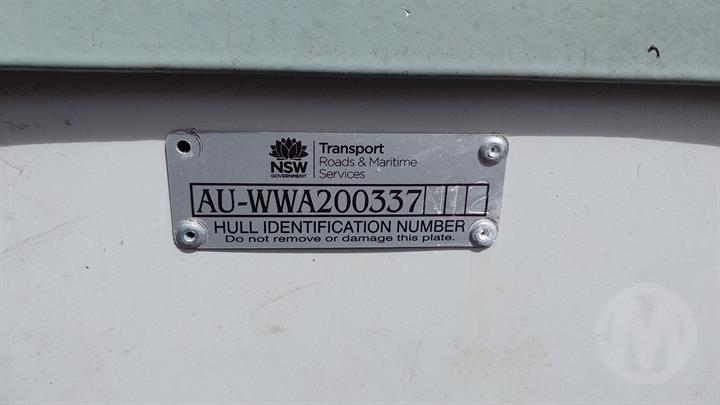 NSW
GOVERNMENT
Transport
Roads & Maritime
Services
AU-WWA200337
HULL IDENTIFICATION NUMBER
Do not remove or damage this plate.
M